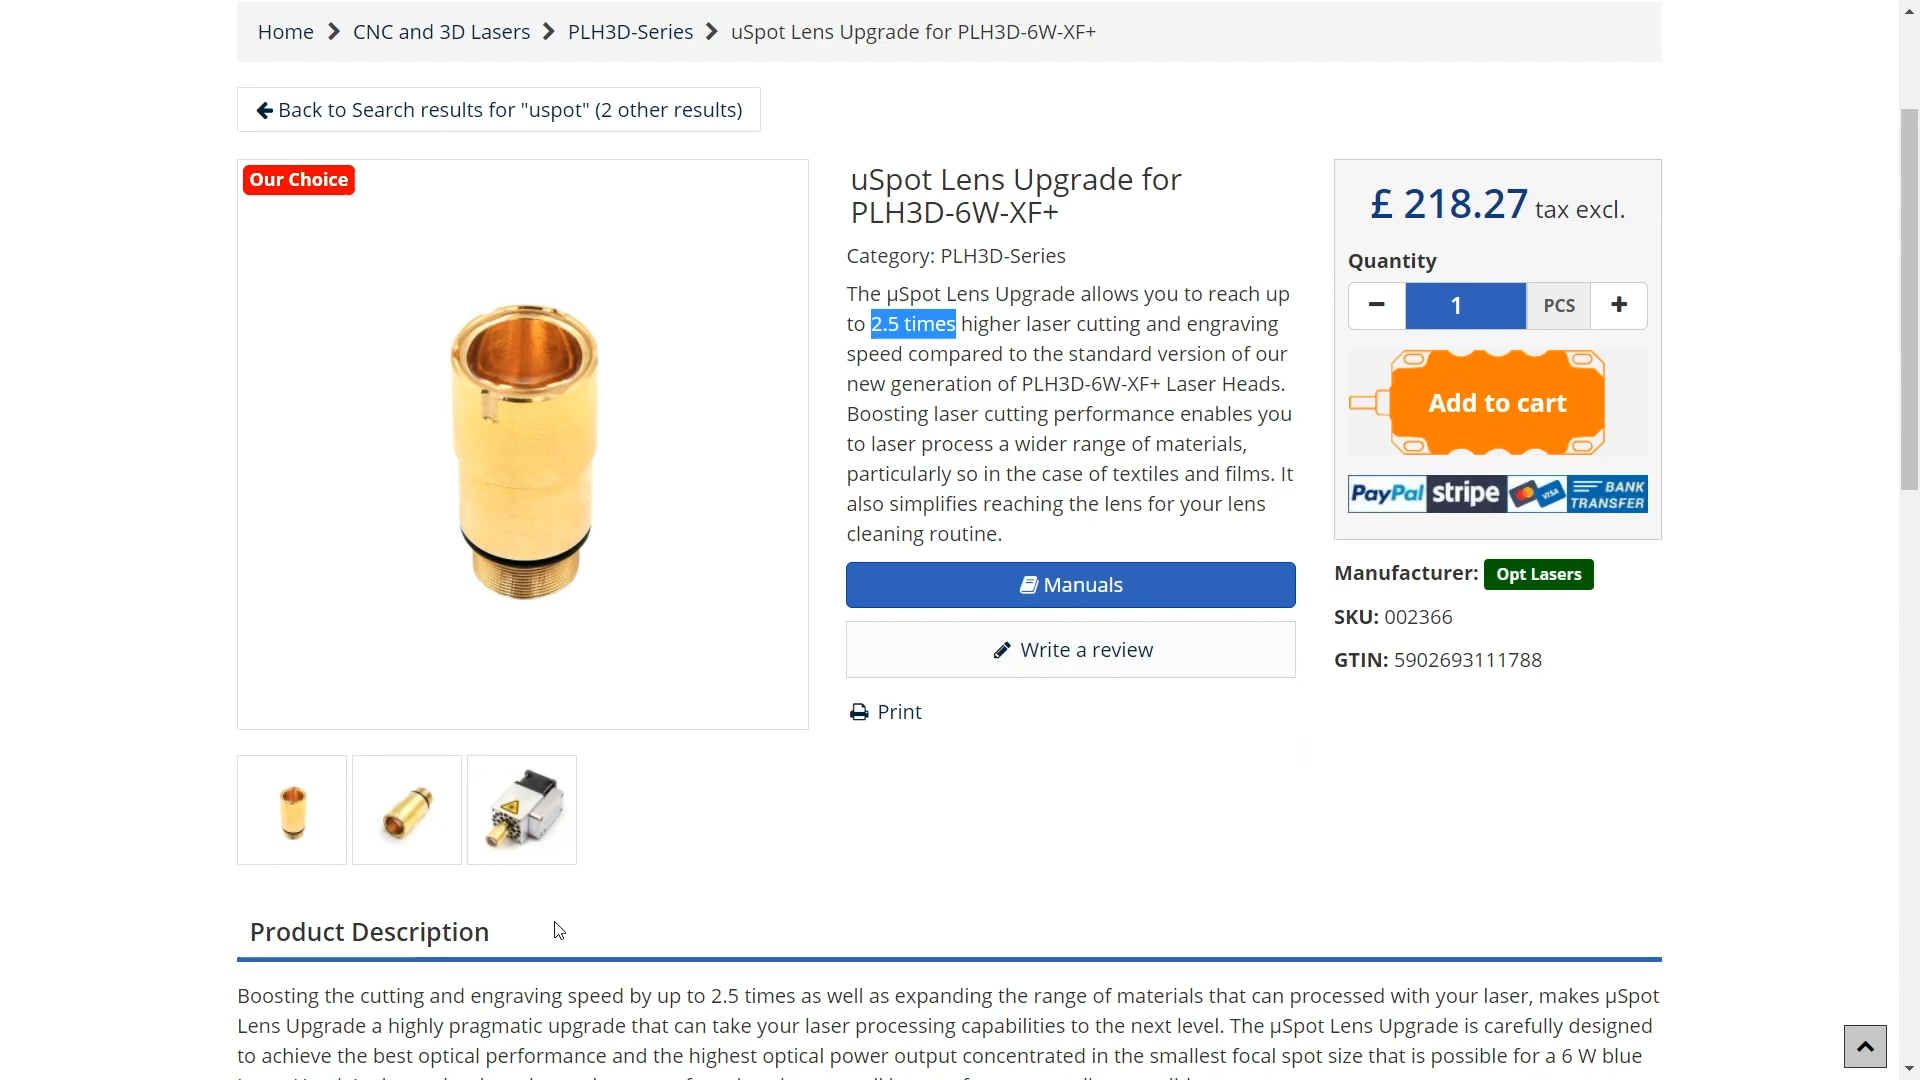 Home > CNC and 3D Lasers > PLH3D-Series > uSpot Lens Upgrade for PLH3D-6W-XF+
Back to Search results for "uspot" (2 other results)
Our Choice
uSpot Lens Upgrade for
PLH3D-6W-XF+
Category: PLH3D-Series
The µSpot Lens Upgrade allows you to reach up
to 2.5 times higher laser cutting and engraving
speed compared to the standard version of our
new generation of PLH3D-6W-XF+ Laser Heads.
Boosting laser cutting performance enables you
to laser process a wider range of materials,
particularly so in the case of textiles and films. It
also simplifies reaching the lens for your lens
cleaning routine.
Manuals
Write a review
Print
£ 218.27 tax excl.
Quantity
− 1 PCS +
Add to cart
PayPal stripe VISA BANK
TRANSFER
Manufacturer: Opt Lasers
SKU: 002366
GTIN: 5902693111788
Product Description
Boosting the cutting and engraving speed by up to 2.5 times as well as expanding the range of materials that can processed with your laser, makes µSpot
Lens Upgrade a highly pragmatic upgrade that can take your laser processing capabilities to the next level. The µSpot Lens Upgrade is carefully designed
to achieve the best optical performance and the highest optical power output concentrated in the smallest focal spot size that is possible for a 6 W blue